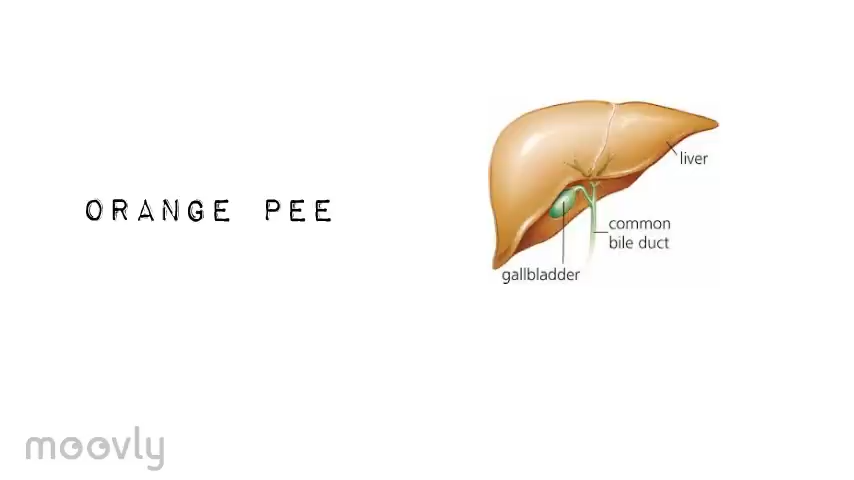 ORANGE PEE
liver
common
bile duct
gallbladder
moovly